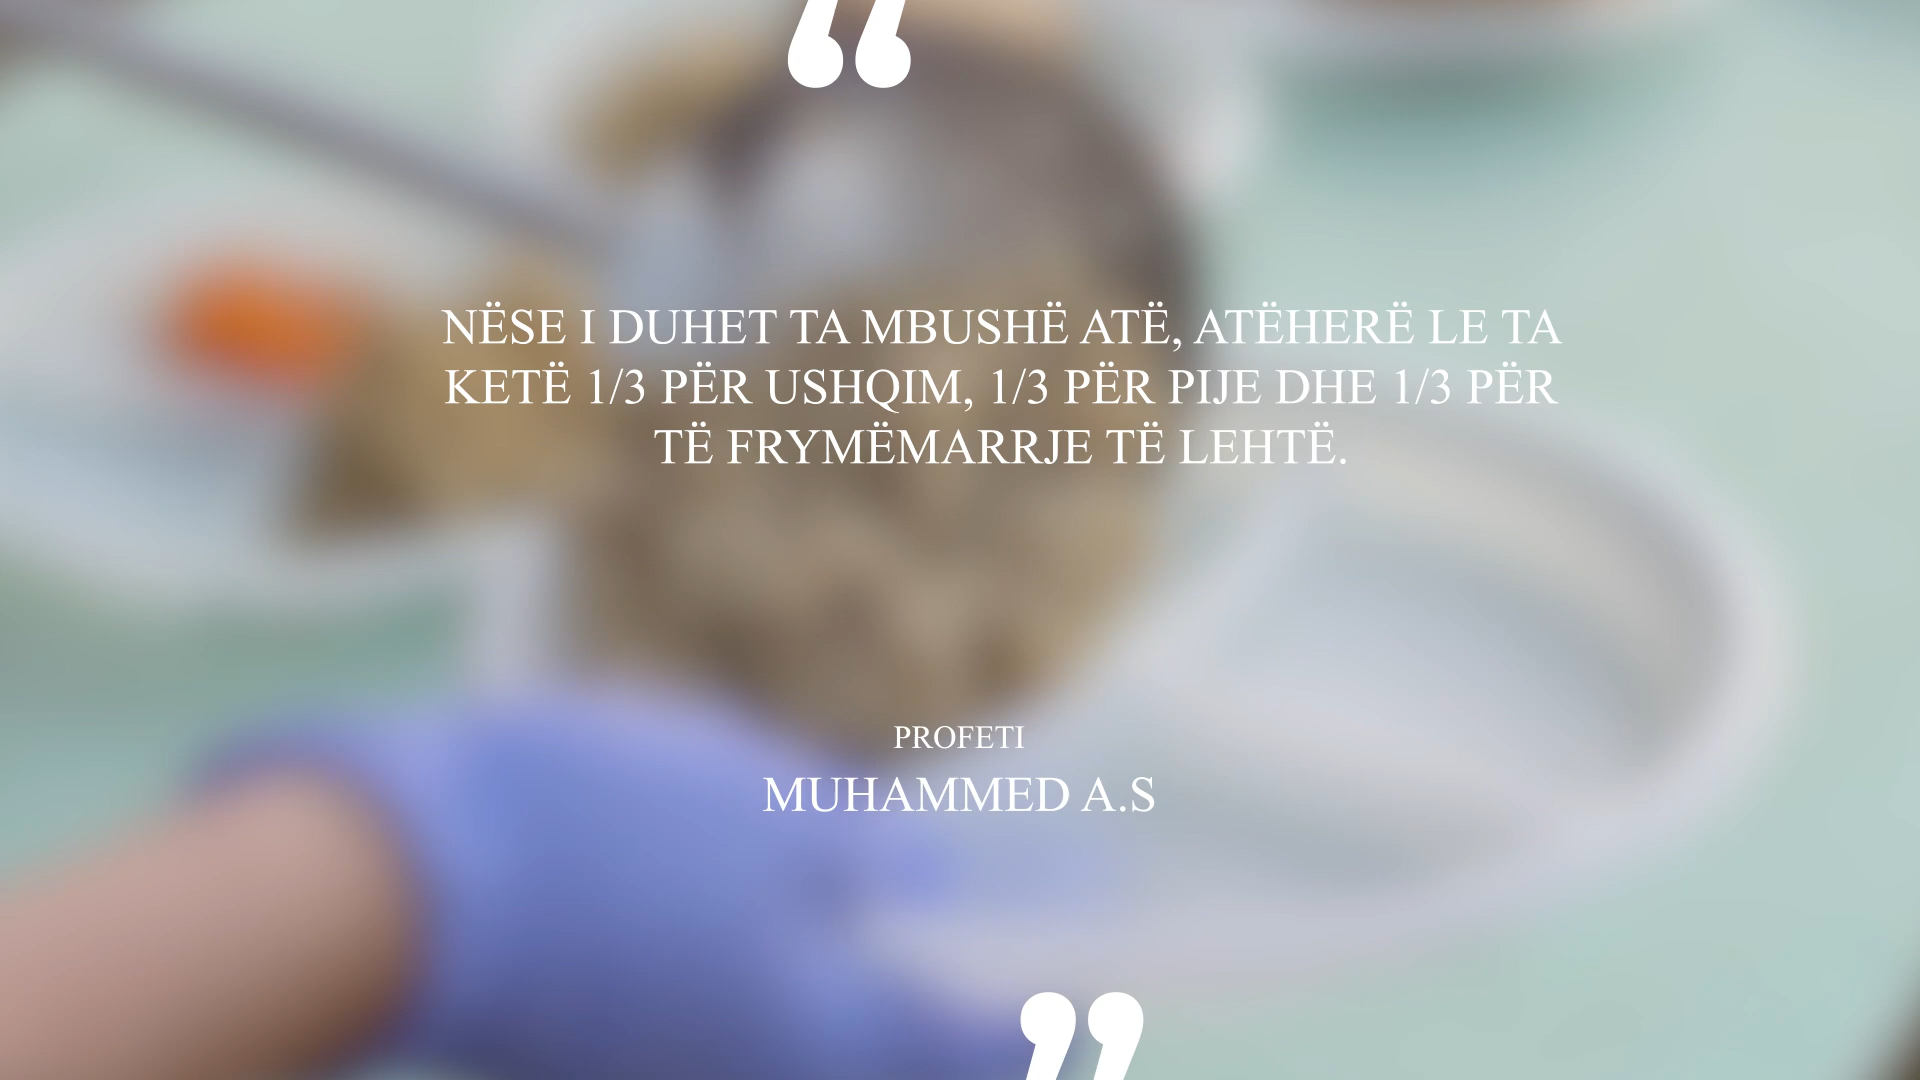 “
NËSE I DUHET TA MBUSHË ATË, ATËHERË LE TA
KETË 1/3 PËR USHQIM, 1/3 PËR PIJE DHE 1/3 PËR
TË FRYMËMARRJE TË LEHTË.
PROFETI
MUHAMMED A.S
”